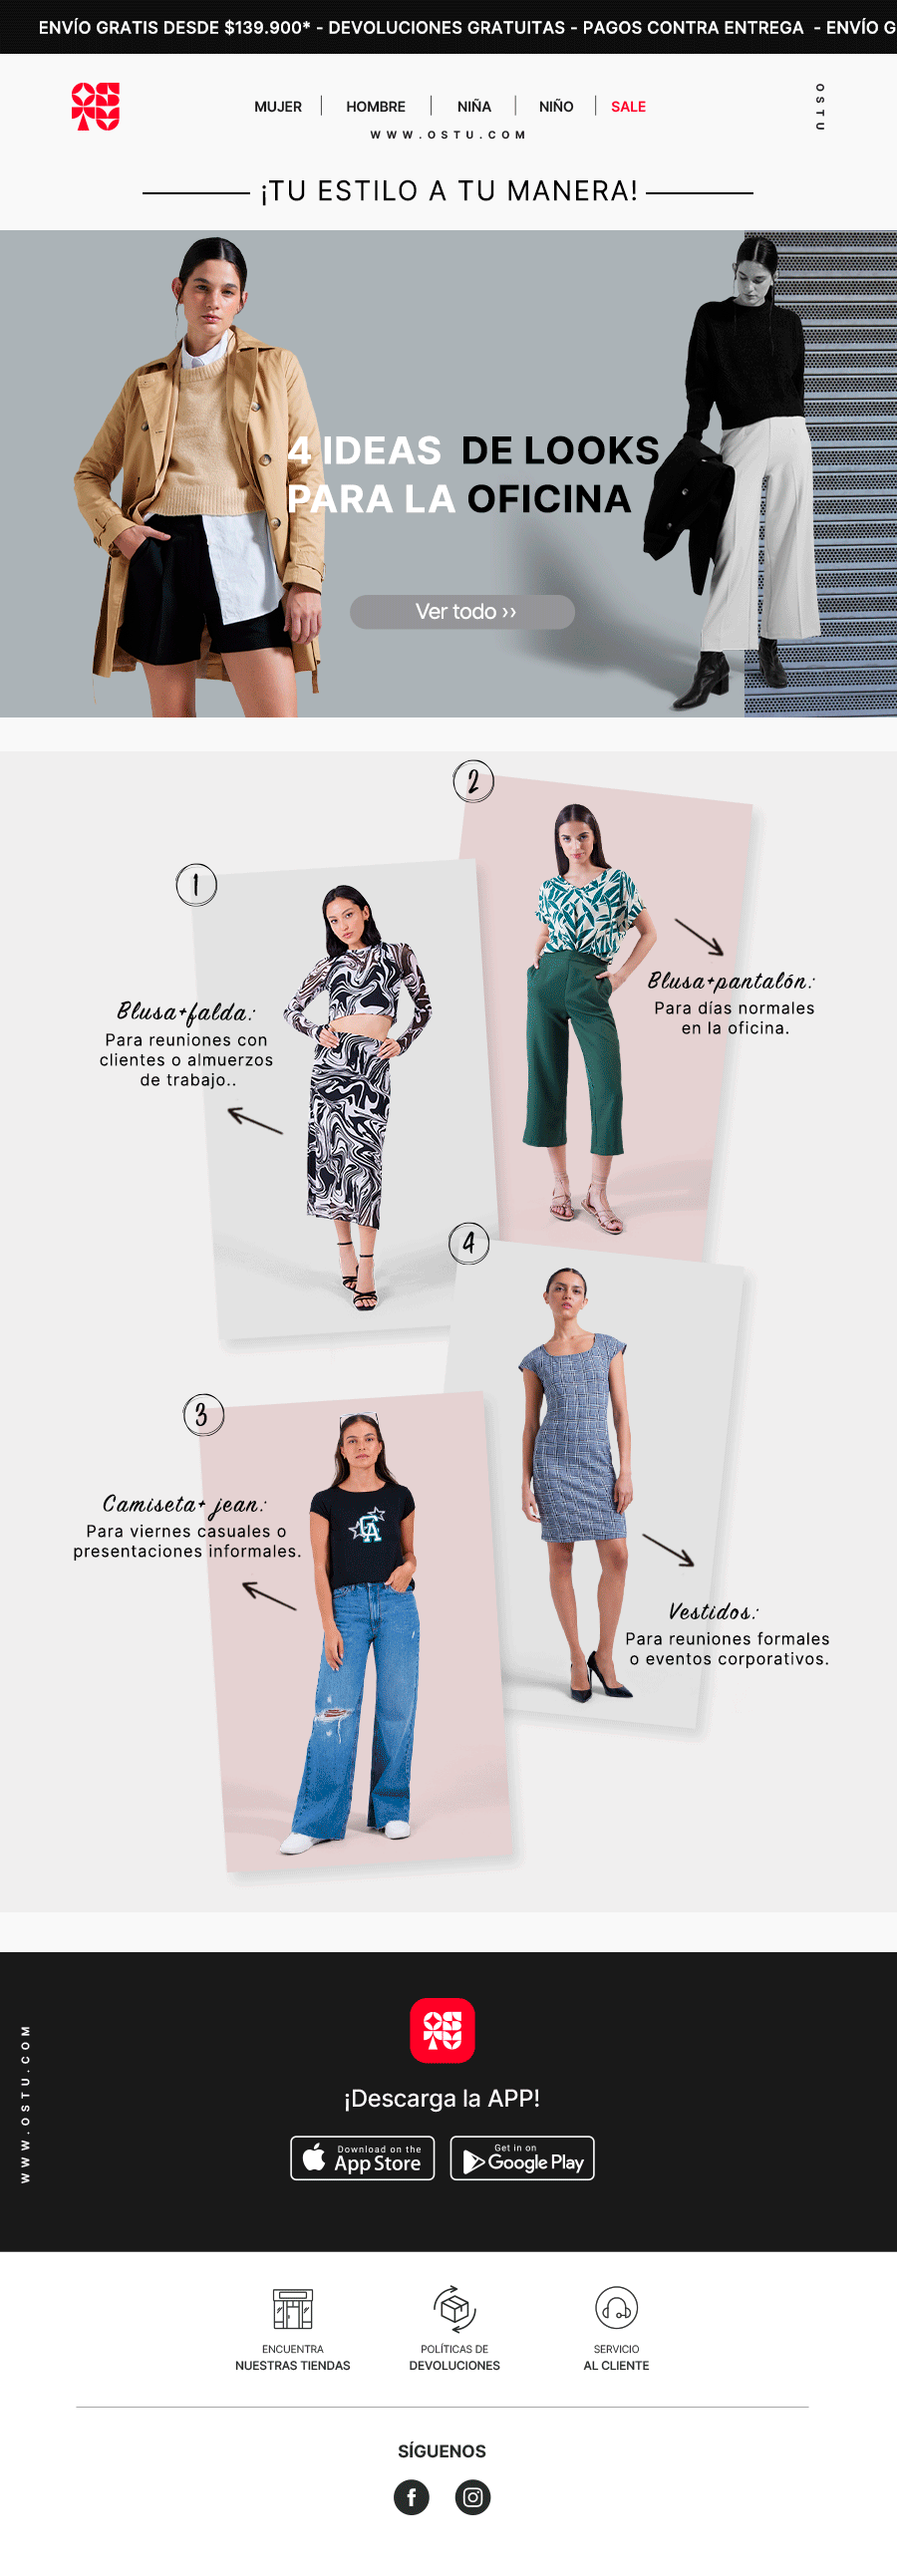 ENVÍO GRATIS DESDE $139.900* - DEVOLUCIONES GRATUITAS - PAGOS CONTRA ENTREGA - ENVÍO G
OSTU
MUJER | HOMBRE | NIÑA | NIÑO | SALE
WWW.OSTU.COM
OSTU
¡TU ESTILO A TU MANERA!
4 IDEAS DE LOOKS
PARA LA OFICINA
Ver todo ››
2
1
Blusa+pantalón:
Para días normales
en la oficina.
Blusa+falda:
Para reuniones con
clientes o almuerzos
de trabajo..
4
3
Camiseta+ jean:
Para viernes casuales o
presentaciones informales.
CA
Vestidos:
Para reuniones formales
o eventos corporativos.
WWW.OSTU.COM
OSTU
¡Descarga la APP!
Download on the
App Store
Get in on
Google Play
ENCUENTRA
NUESTRAS TIENDAS
POLÍTICAS DE
DEVOLUCIONES
SERVICIO
AL CLIENTE
SÍGUENOS